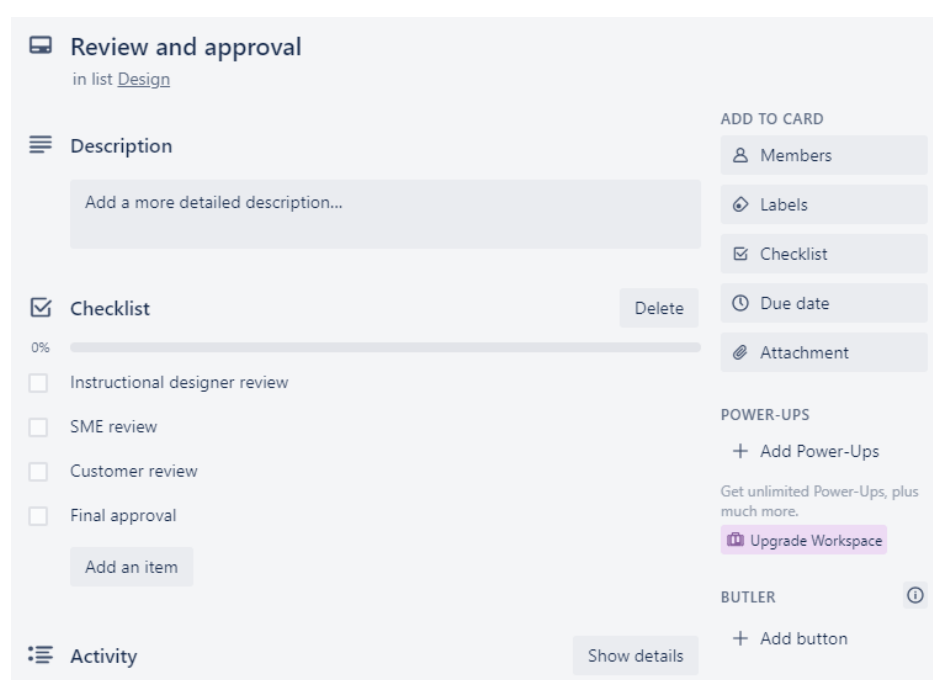 Review and approval
in list Design
Description
Add a more detailed description...
Checklist
Delete
0%
Instructional designer review
SME review
Customer review
Final approval
Add an item
Activity
Show details
ADD TO CARD
Members
Labels
Checklist
Due date
Attachment
POWER-UPS
+ Add Power-Ups
Get unlimited Power-Ups, plus
much more.
Upgrade Workspace
BUTLER
+ Add button